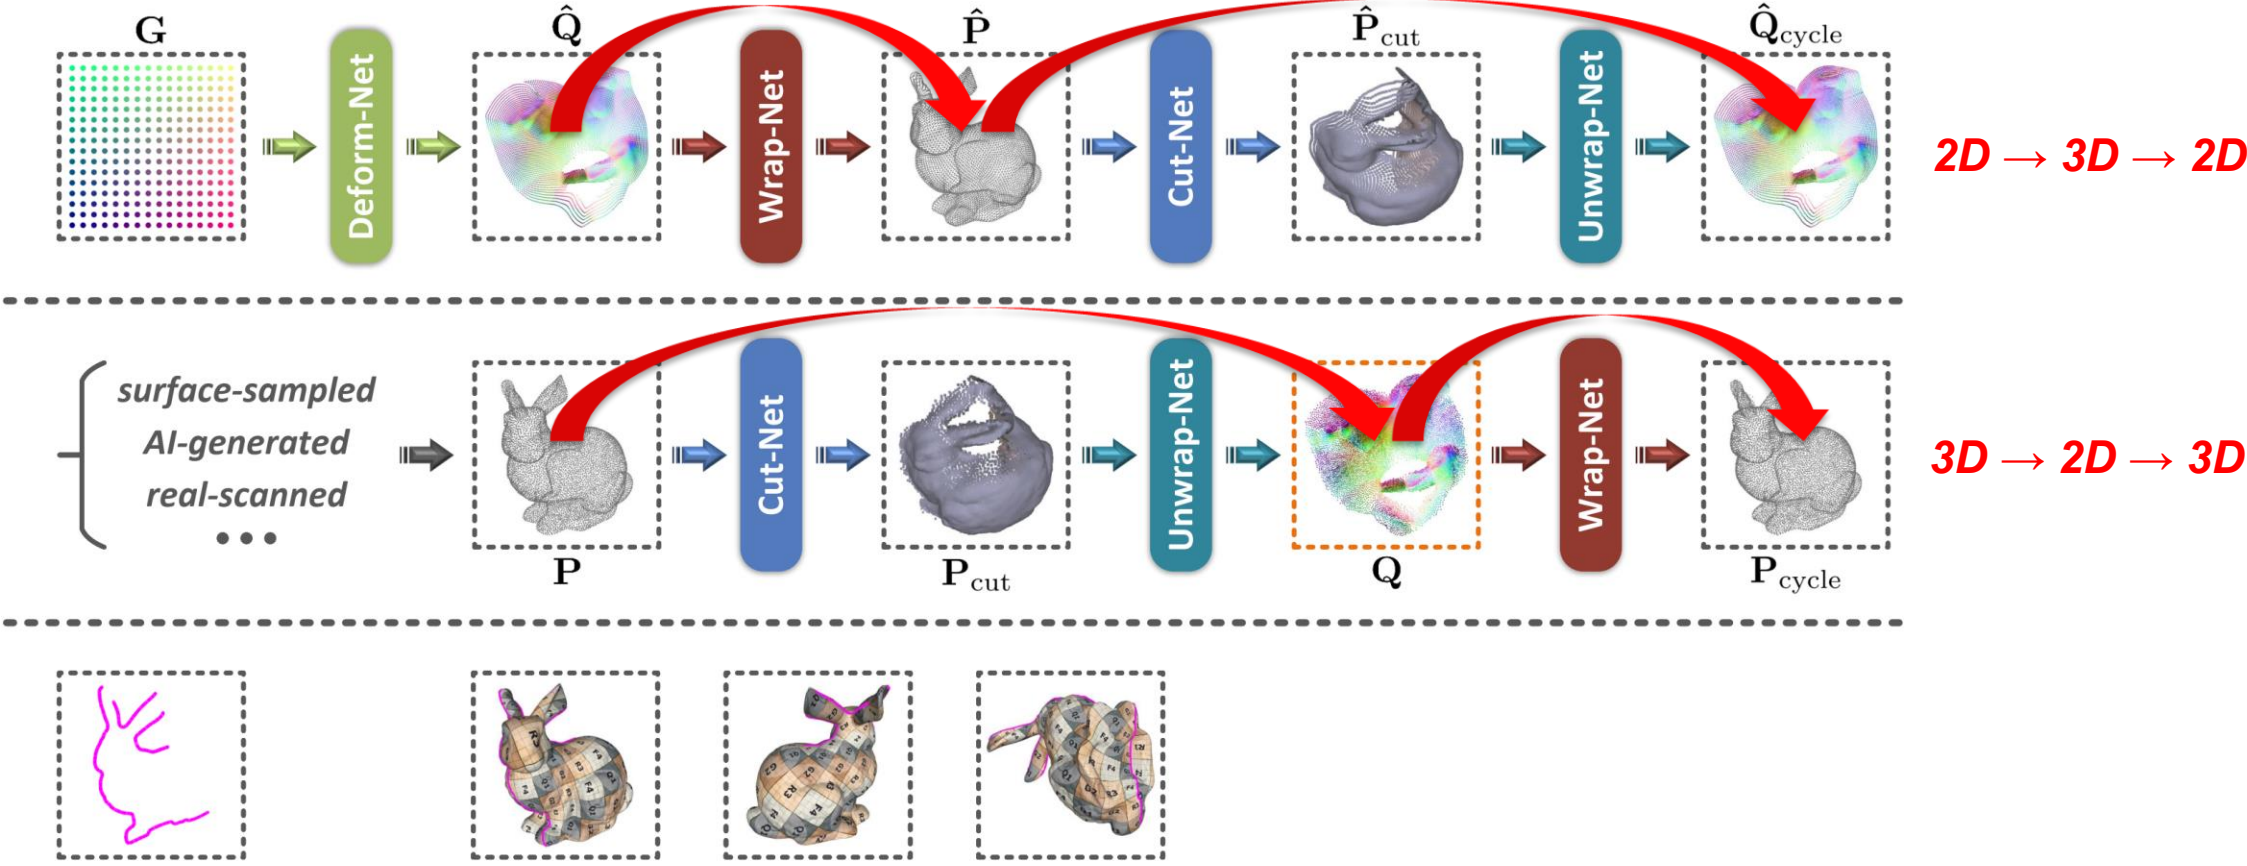 G
Deform-Net
Q̂
Wrap-Net
P̂
Cut-Net
P̂cut
Unwrap-Net
Q̂cycle
2D → 3D → 2D
surface-sampled
AI-generated
real-scanned
...
P
Cut-Net
Pcut
Unwrap-Net
Q
Wrap-Net
Pcycle
3D → 2D → 3D